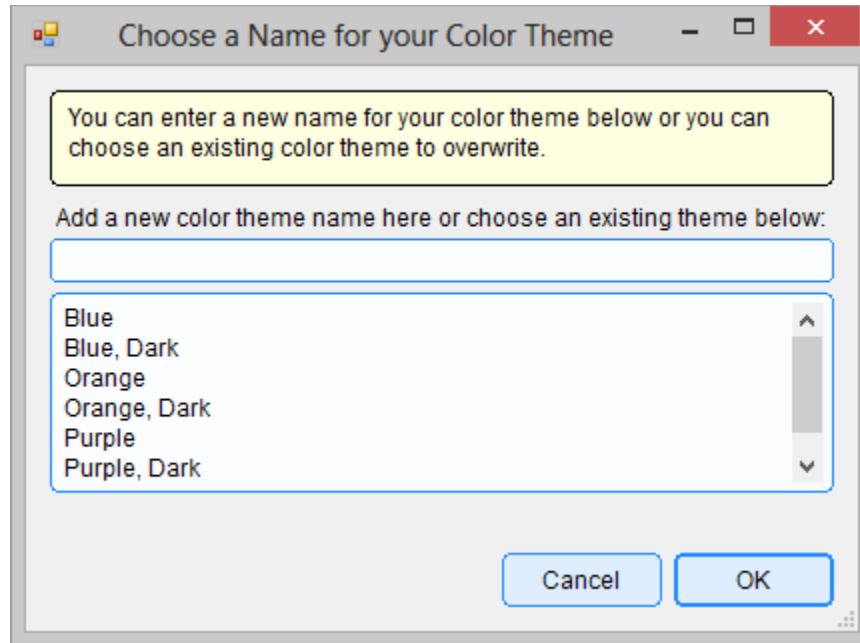 Choose a Name for your Color Theme
You can enter a new name for your color theme below or you can
choose an existing color theme to overwrite.
Add a new color theme name here or choose an existing theme below:
Blue
Blue, Dark
Orange
Orange, Dark
Purple
Purple, Dark
Cancel
OK